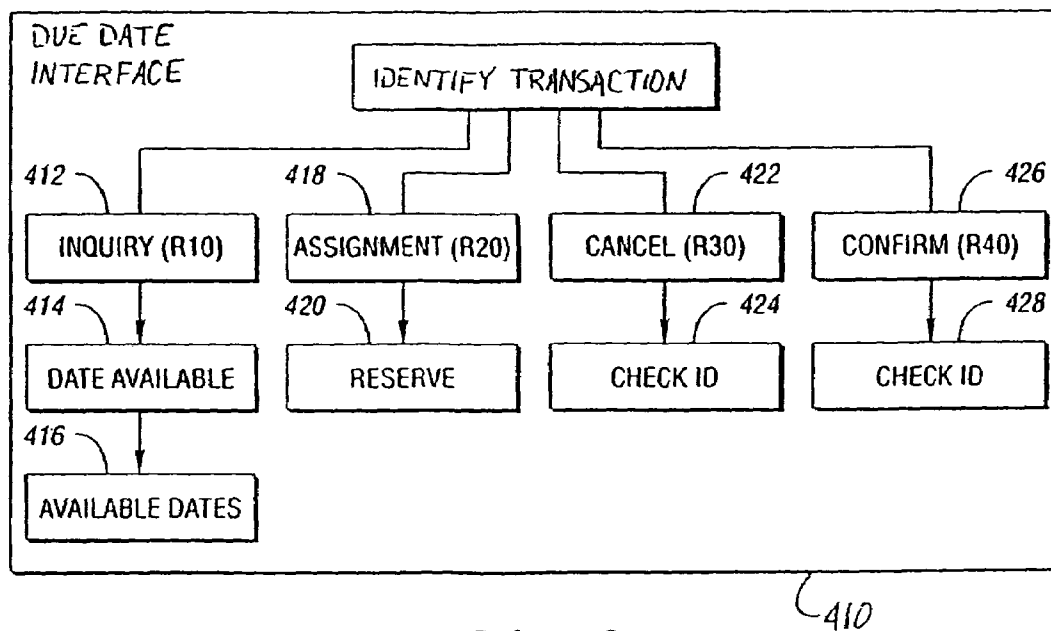 DUE DATE
INTERFACE
IDENTIFY TRANSACTION
412
418
422
426
INQUIRY (R10)
ASSIGNMENT (R20)
CANCEL (R30)
CONFIRM (R40)
414
420
424
428
DATE AVAILABLE
RESERVE
CHECK ID
CHECK ID
416
AVAILABLE DATES
410